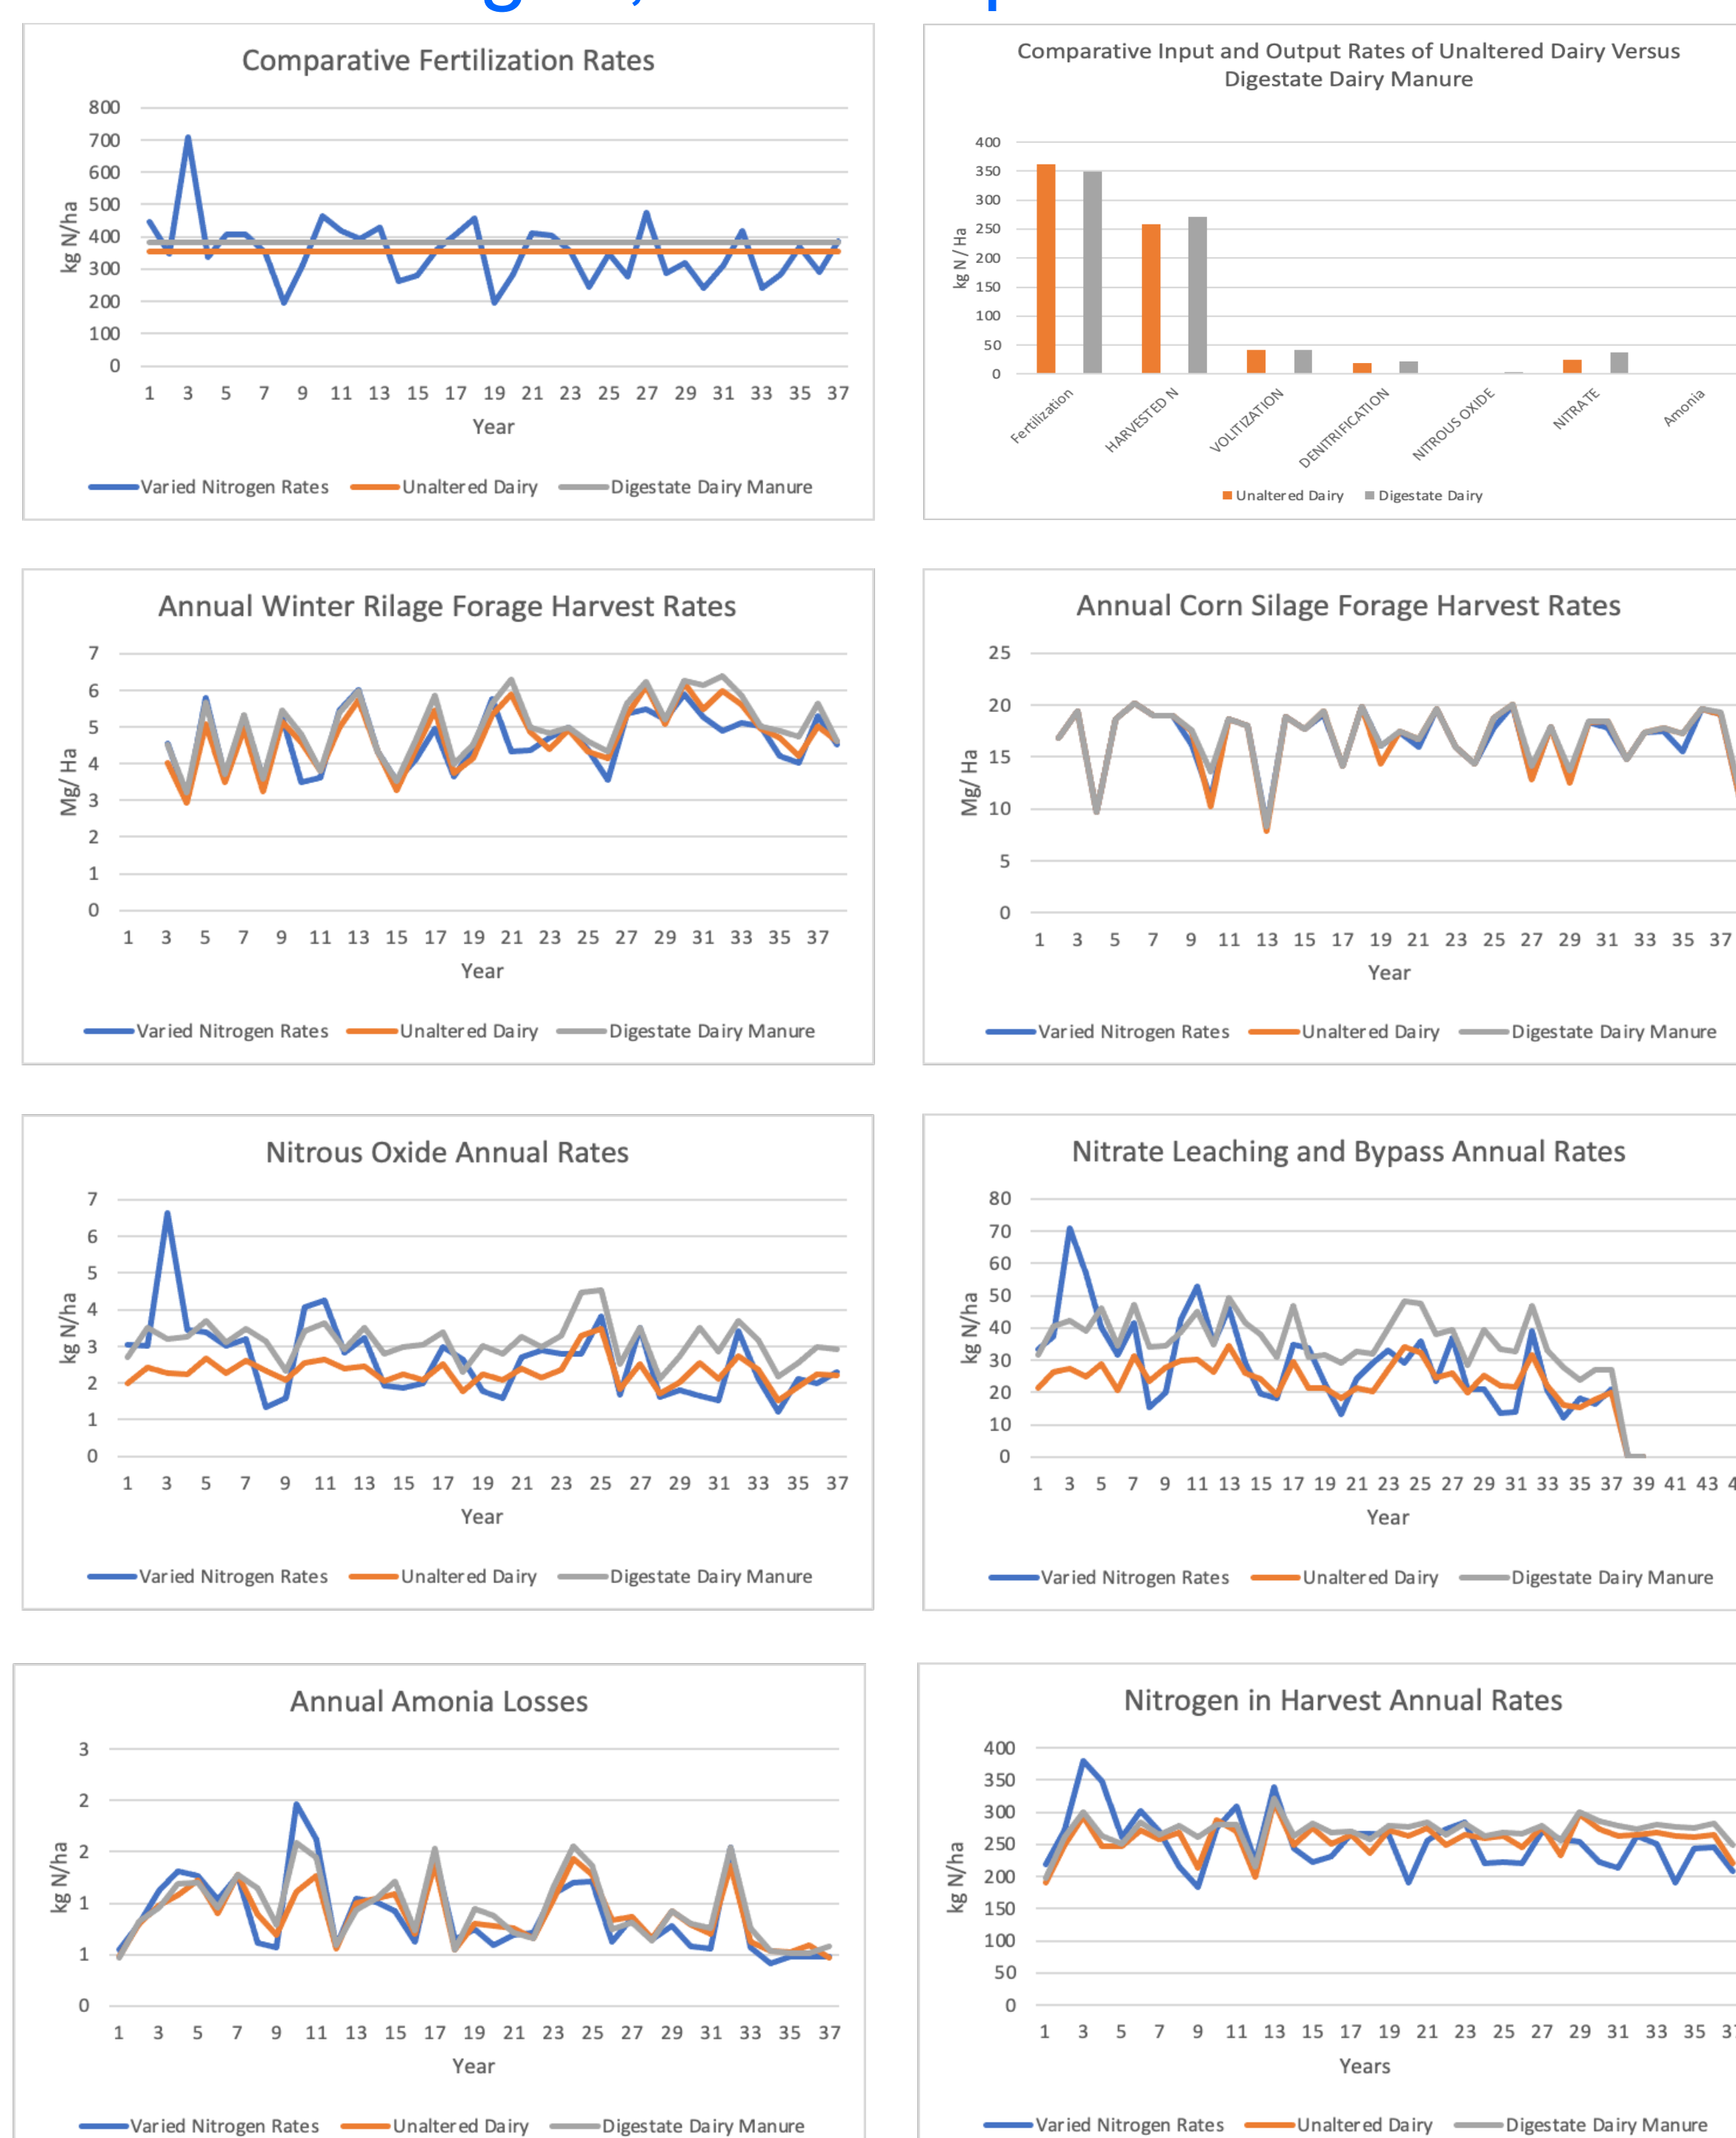 Comparative Fertilization Rates
800
700
600
500
400
300
200
100
0
kg N/ha
1 3 5 7 9 11 13 15 17 19 21 23 25 27 29 31 33 35 37
Year
Varied Nitrogen Rates Unaltered Dairy Digestate Dairy Manure
Comparative Input and Output Rates of Unaltered Dairy Versus
Digestate Dairy Manure
400
350
300
250
200
150
100
50
0
kg N / Ha
Fertilization HARVESTED N VOLITIZATION DENITRIFICATION NITROUS OXIDE NITRATE Amonia
Unaltered Dairy Digestate Dairy
Annual Winter Rilage Forage Harvest Rates
7
6
5
4
3
2
1
0
Mg/ Ha
1 3 5 7 9 11 13 15 17 19 21 23 25 27 29 31 33 35 37
Year
Varied Nitrogen Rates Unaltered Dairy Digestate Dairy Manure
Annual Corn Silage Forage Harvest Rates
25
20
15
10
5
0
Mg/ Ha
1 3 5 7 9 11 13 15 17 19 21 23 25 27 29 31 33 35 37
Year
Varied Nitrogen Rates Unaltered Dairy Digestate Dairy Manure
Nitrous Oxide Annual Rates
7
6
5
4
3
2
1
0
kg N/ha
1 3 5 7 9 11 13 15 17 19 21 23 25 27 29 31 33 35 37
Year
Varied Nitrogen Rates Unaltered Dairy Digestate Dairy Manure
Nitrate Leaching and Bypass Annual Rates
80
70
60
50
40
30
20
10
0
kg N/ha
1 3 5 7 9 11 13 15 17 19 21 23 25 27 29 31 33 35 37 39 41 43
Year
Varied Nitrogen Rates Unaltered Dairy Digestate Dairy Manure
Annual Amonia Losses
3
2
2
1
1
0
kg N/ha
1 3 5 7 9 11 13 15 17 19 21 23 25 27 29 31 33 35 37
Year
Varied Nitrogen Rates Unaltered Dairy Digestate Dairy Manure
Nitrogen in Harvest Annual Rates
400
350
300
250
200
150
100
50
0
kg N/ha
1 3 5 7 9 11 13 15 17 19 21 23 25 27 29 31 33 35
Years
Varied Nitrogen Rates Unaltered Dairy Digestate Dairy Manure